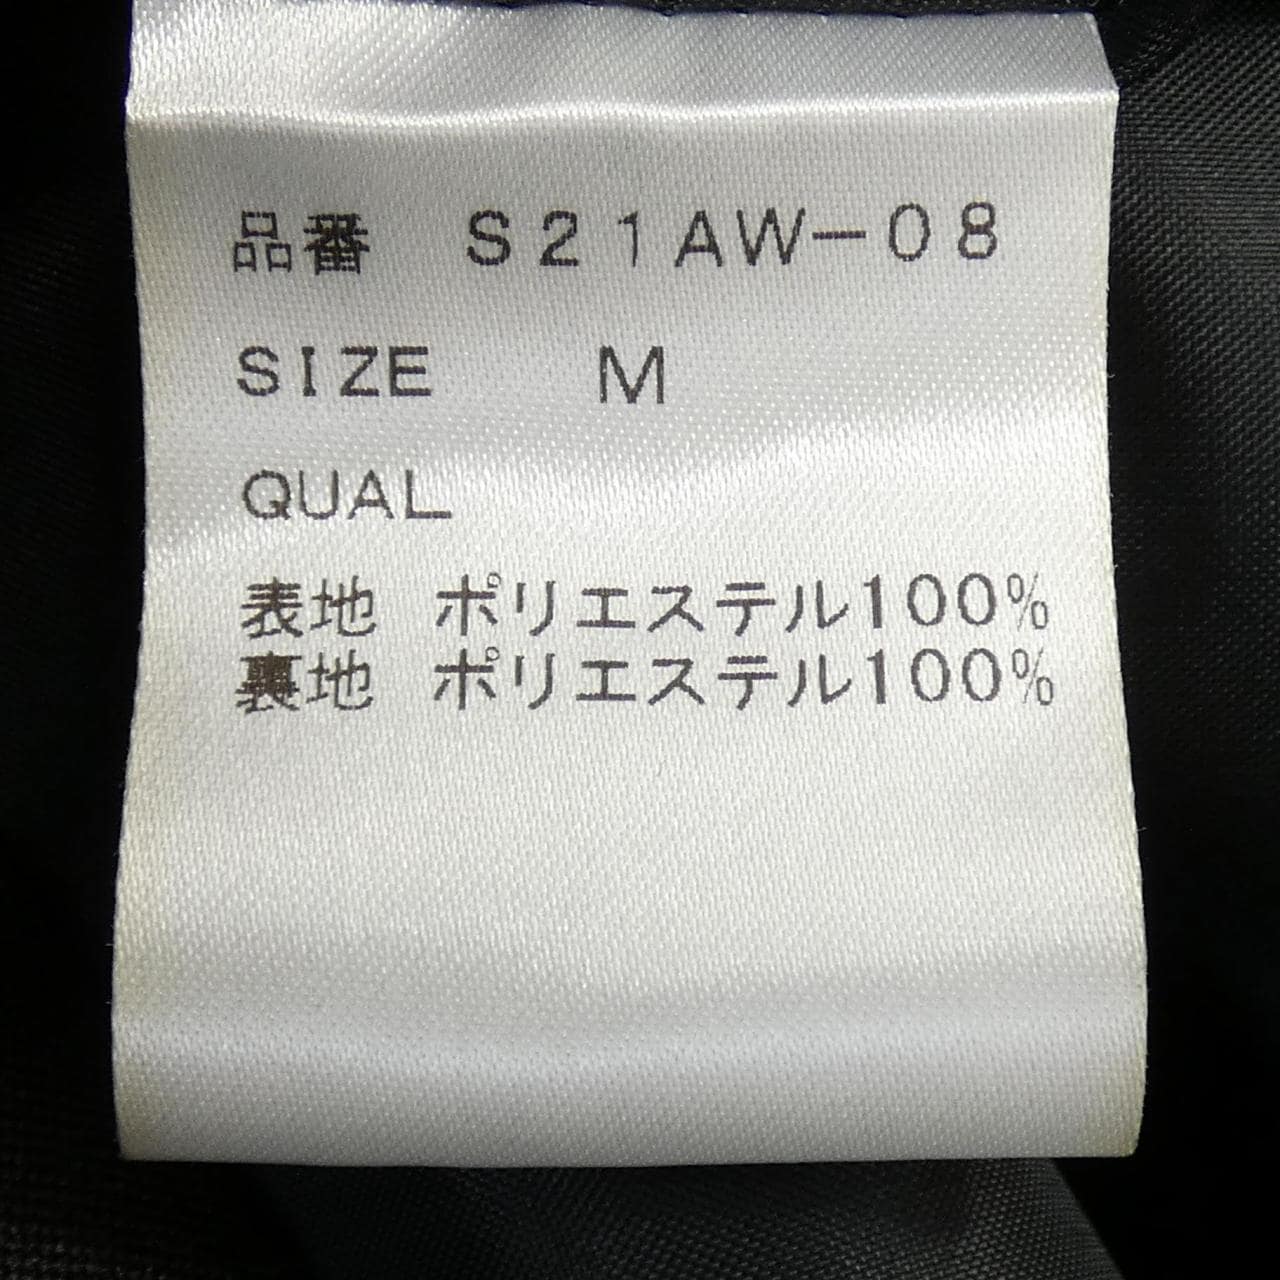 品番 S21AW-08
SIZE M
QUAL
表地 ポリエステル100%
裏地 ポリエステル100%